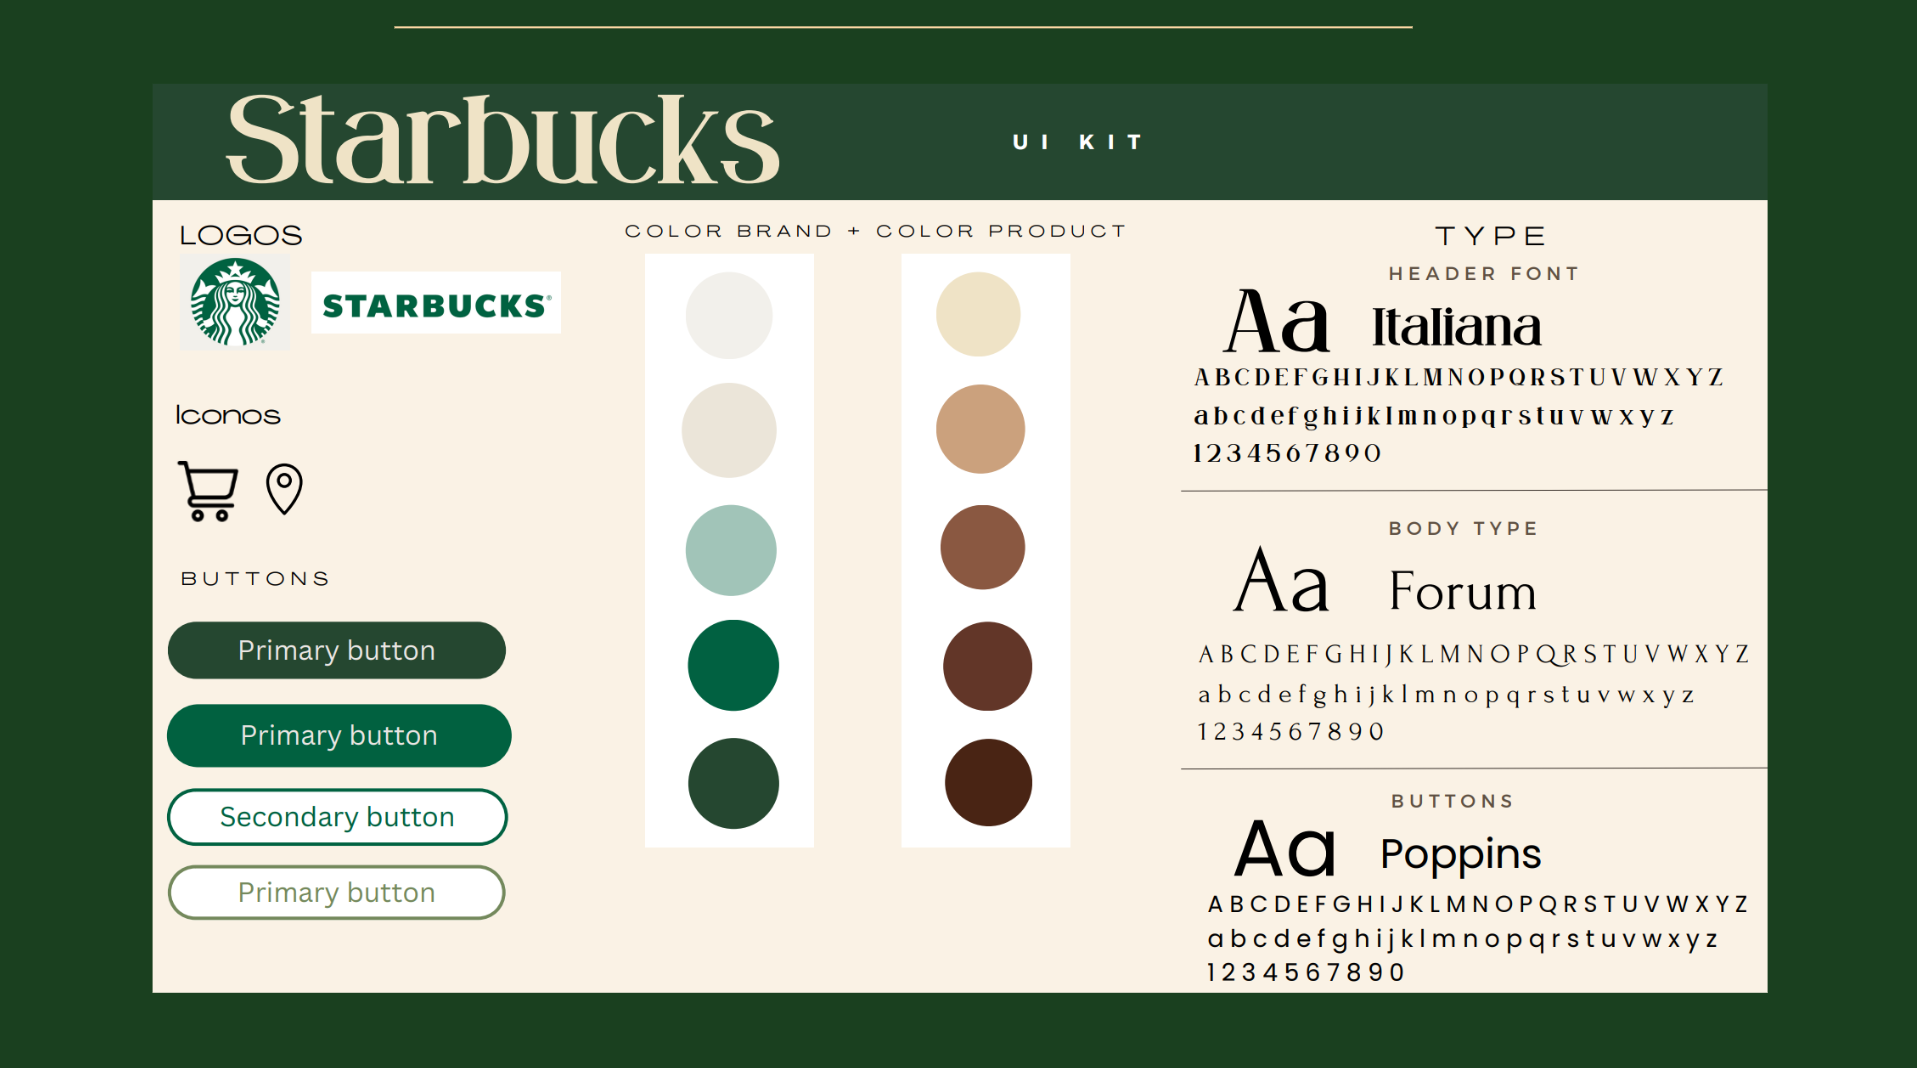 Starbucks
UI KIT
LOGOS
STARBUCKS®
Iconos
BUTTONS
Primary button
Primary button
Secondary button
Primary button
COLOR BRAND + COLOR PRODUCT
TYPE
HEADER FONT
Aa Italiana
ABCDEFGHIJKLMNOPQRSTUVWXYZ
abcdefghijklmnopqrstuvwxyz
1234567890
BODY TYPE
Aa Forum
ABCDEFGHIJKLMNOPQRSTUVWXYZ
abcdefghijklmnopqrstuvwxyz
1234567890
BUTTONS
Aa Poppins
ABCDEFGHIJKLMNOPQRSTUVWXYZ
abcdefghijklmnopqrstuvwxyz
1234567890